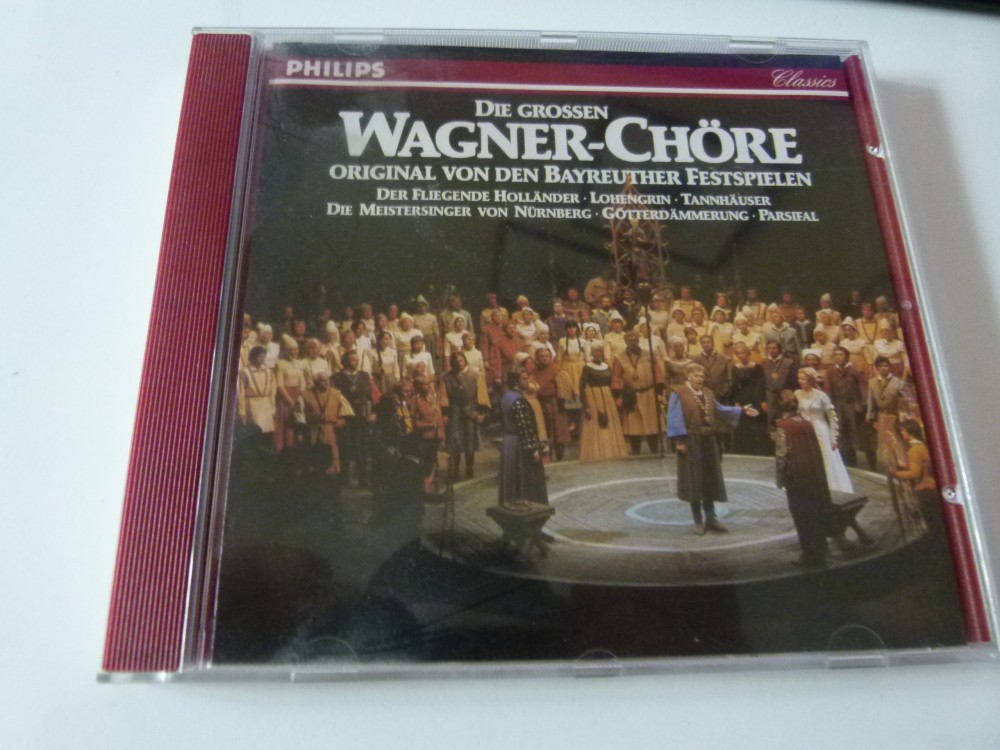 PHILIPS
Classics
DIE GROSSEN
WAGNER-CHÖRE
ORIGINAL VON DEN BAYREUTHER FESTSPIELEN
DER FLIEGENDE HOLLÄNDER · LOHENGRIN · TANNHÄUSER
DIE MEISTERSINGER VON NÜRNBERG · GÖTTERDÄMMERUNG · PARSIFAL